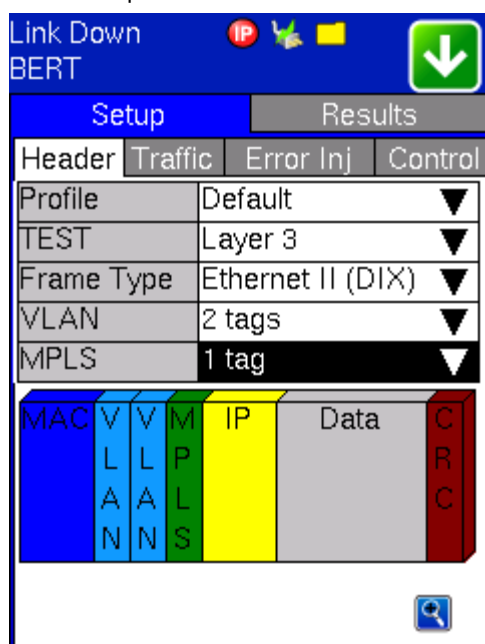 Link Down
IP
BERT
Setup Results
Header Traffic Error Inj Control
Profile Default
TEST Layer 3
Frame Type Ethernet II (DIX)
VLAN 2 tags
MPLS 1 tag
MAC VLAN VLAN MPLS IP Data CRC